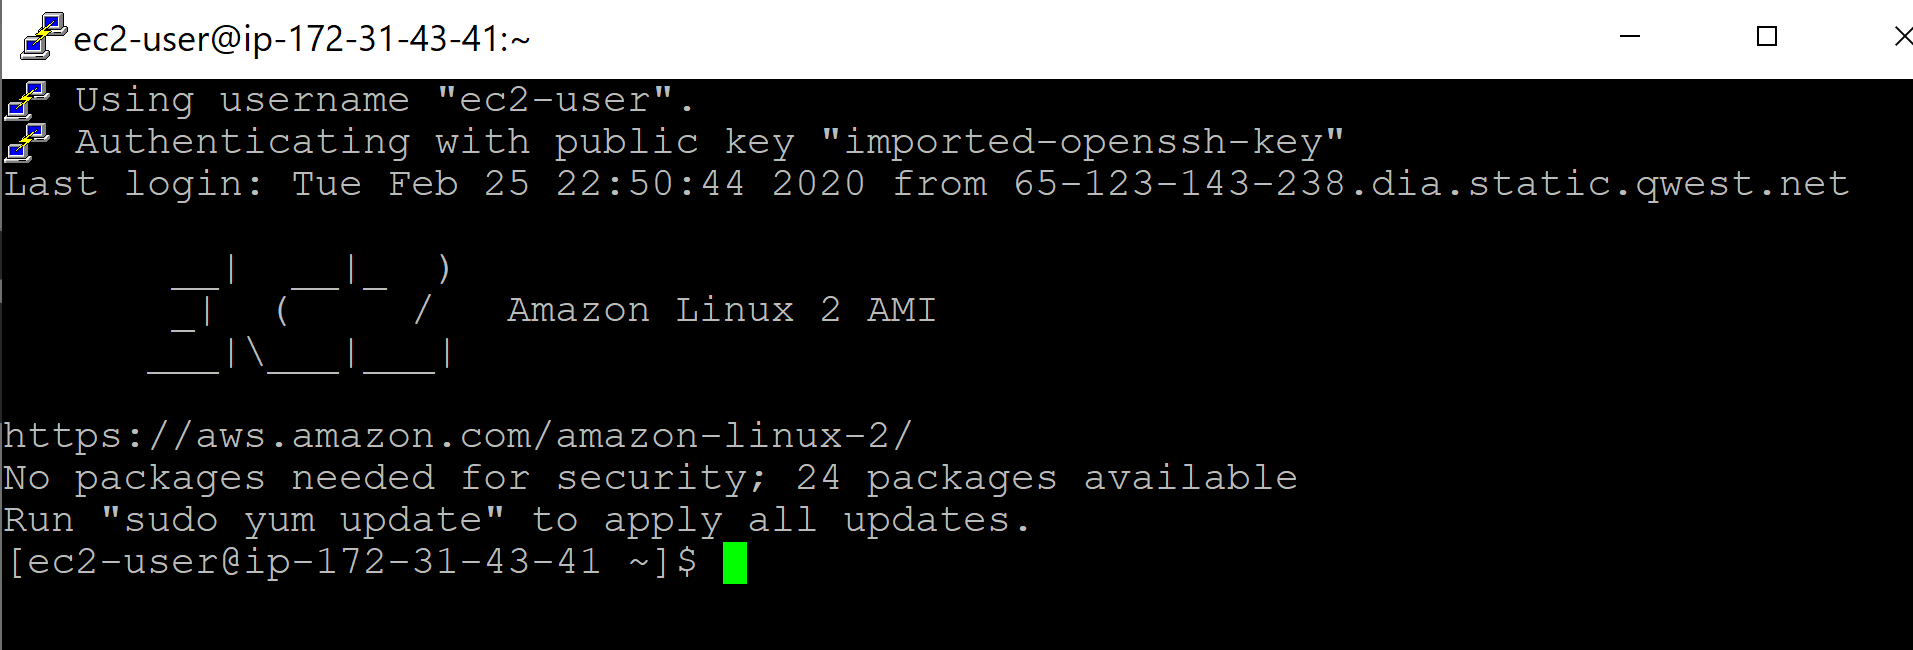 ec2-user@ip-172-31-43-41:~
Using username "ec2-user".
Authenticating with public key "imported-openssh-key"
Last login: Tue Feb 25 22:50:44 2020 from 65-123-143-238.dia.static.qwest.net
       __|  __|_  )
       _|  (     /   Amazon Linux 2 AMI
      ___|\___|___|
https://aws.amazon.com/amazon-linux-2/
No packages needed for security; 24 packages available
Run "sudo yum update" to apply all updates.
[ec2-user@ip-172-31-43-41 ~]$